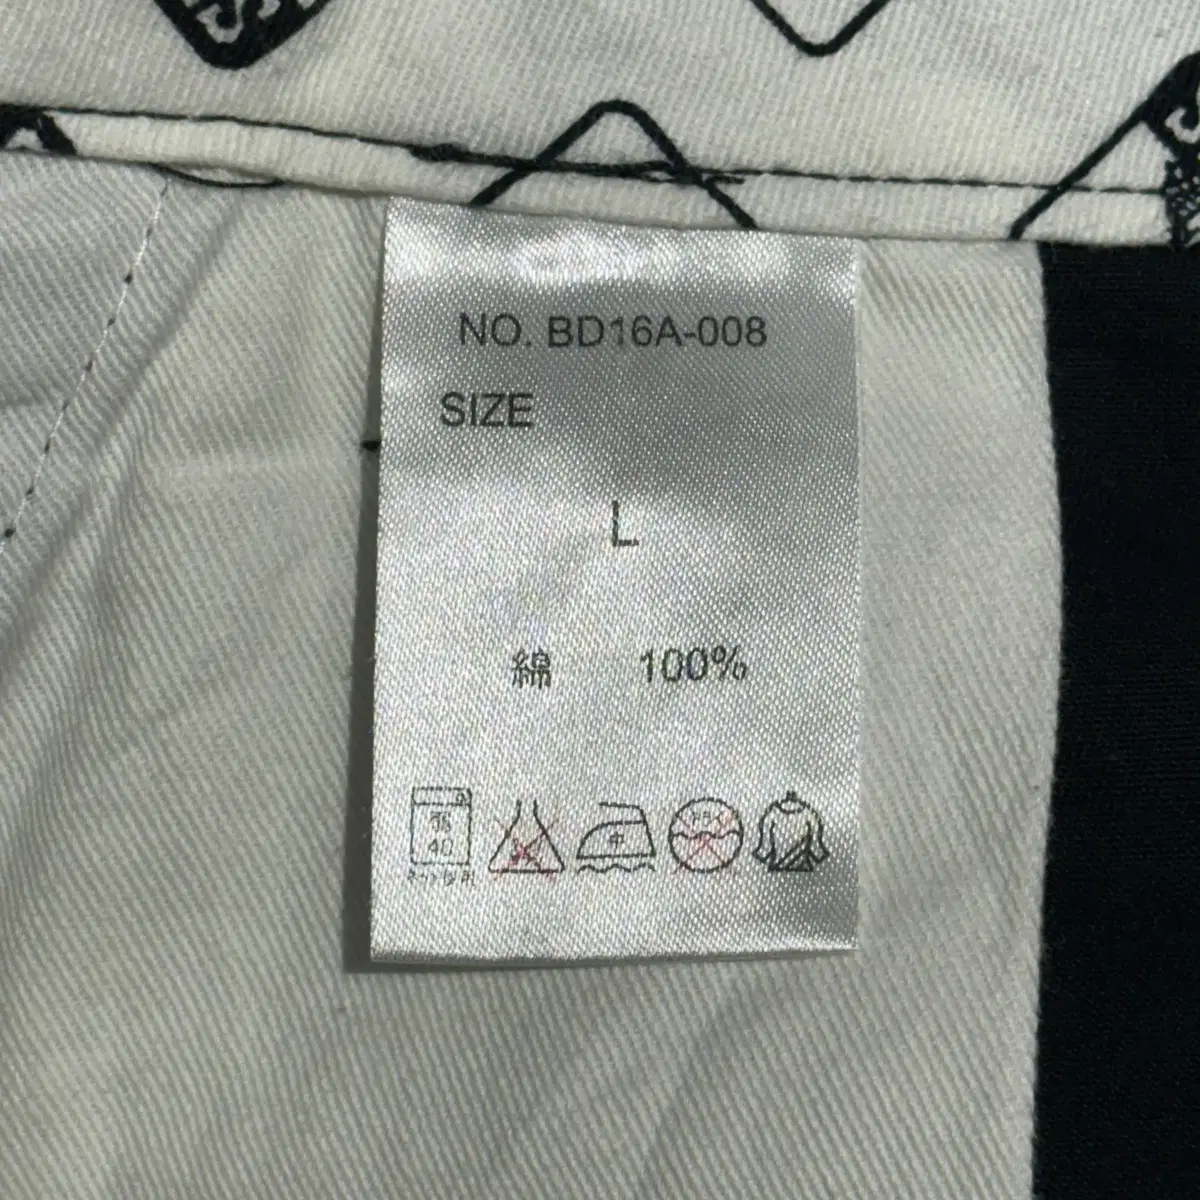 NO. BD16A-008
SIZE
L
綿 100%
40
中